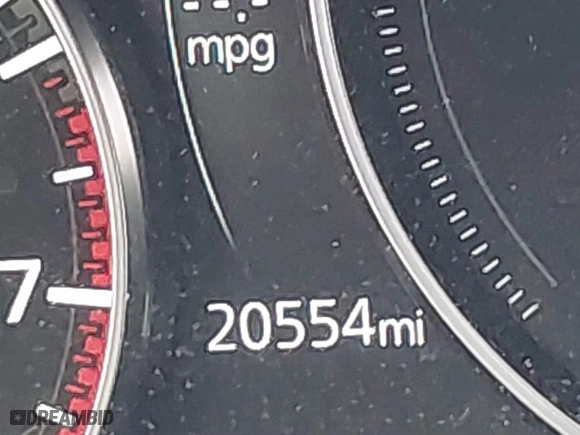 --.-
mpg
7
20554mi
DREAMBID